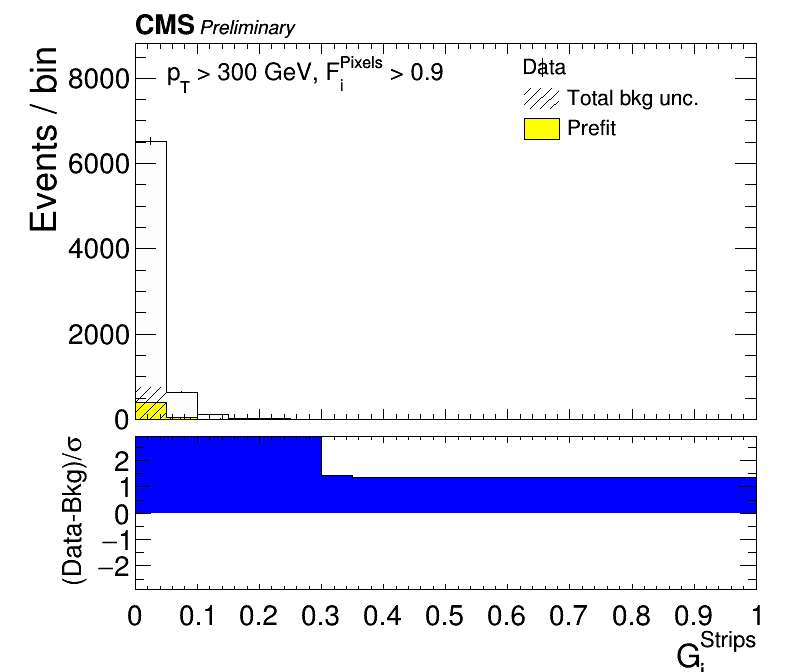 CMS Preliminary
Events / bin
8000
6000
4000
2000
0
p_T > 300 GeV, F_i^Pixels > 0.9
Data
Total bkg unc.
Prefit
(Data-Bkg)/σ
2
1
0
−1
−2
0 0.1 0.2 0.3 0.4 0.5 0.6 0.7 0.8 0.9 1
G_i^Strips